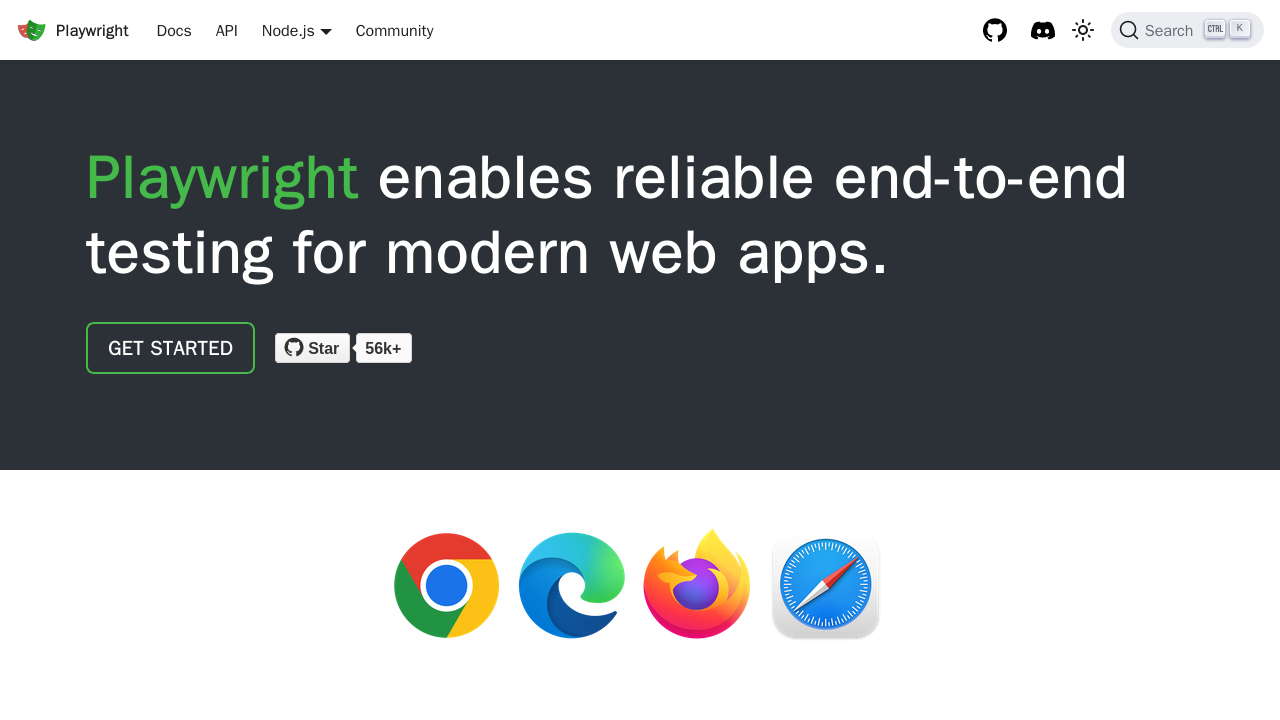 Playwright
Docs
API
Node.js
Community
Search
CTRL
K
Playwright enables reliable end-to-end
testing for modern web apps.
GET STARTED
Star
56k+